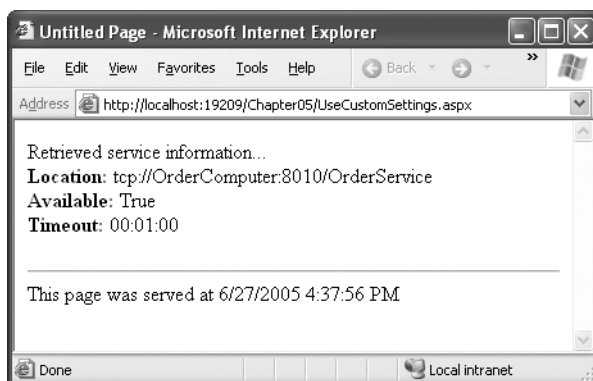 Untitled Page - Microsoft Internet Explorer
File Edit View Favorites Tools Help Back »
Address http://localhost:19209/Chapter05/UseCustomSettings.aspx
Retrieved service information...
Location: tcp://OrderComputer:8010/OrderService
Available: True
Timeout: 00:01:00
This page was served at 6/27/2005 4:37:56 PM
Done Local intranet